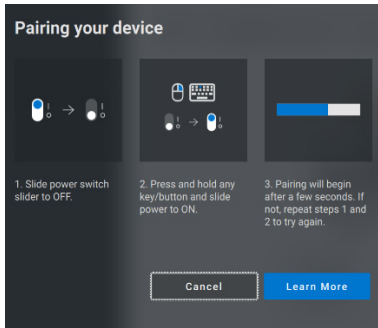 Pairing your device
1. Slide power switch
slider to OFF.
2. Press and hold any
key/button and slide
power to ON.
3. Pairing will begin
after a few seconds. If
not, repeat steps 1 and
2 to try again.
Cancel
Learn More